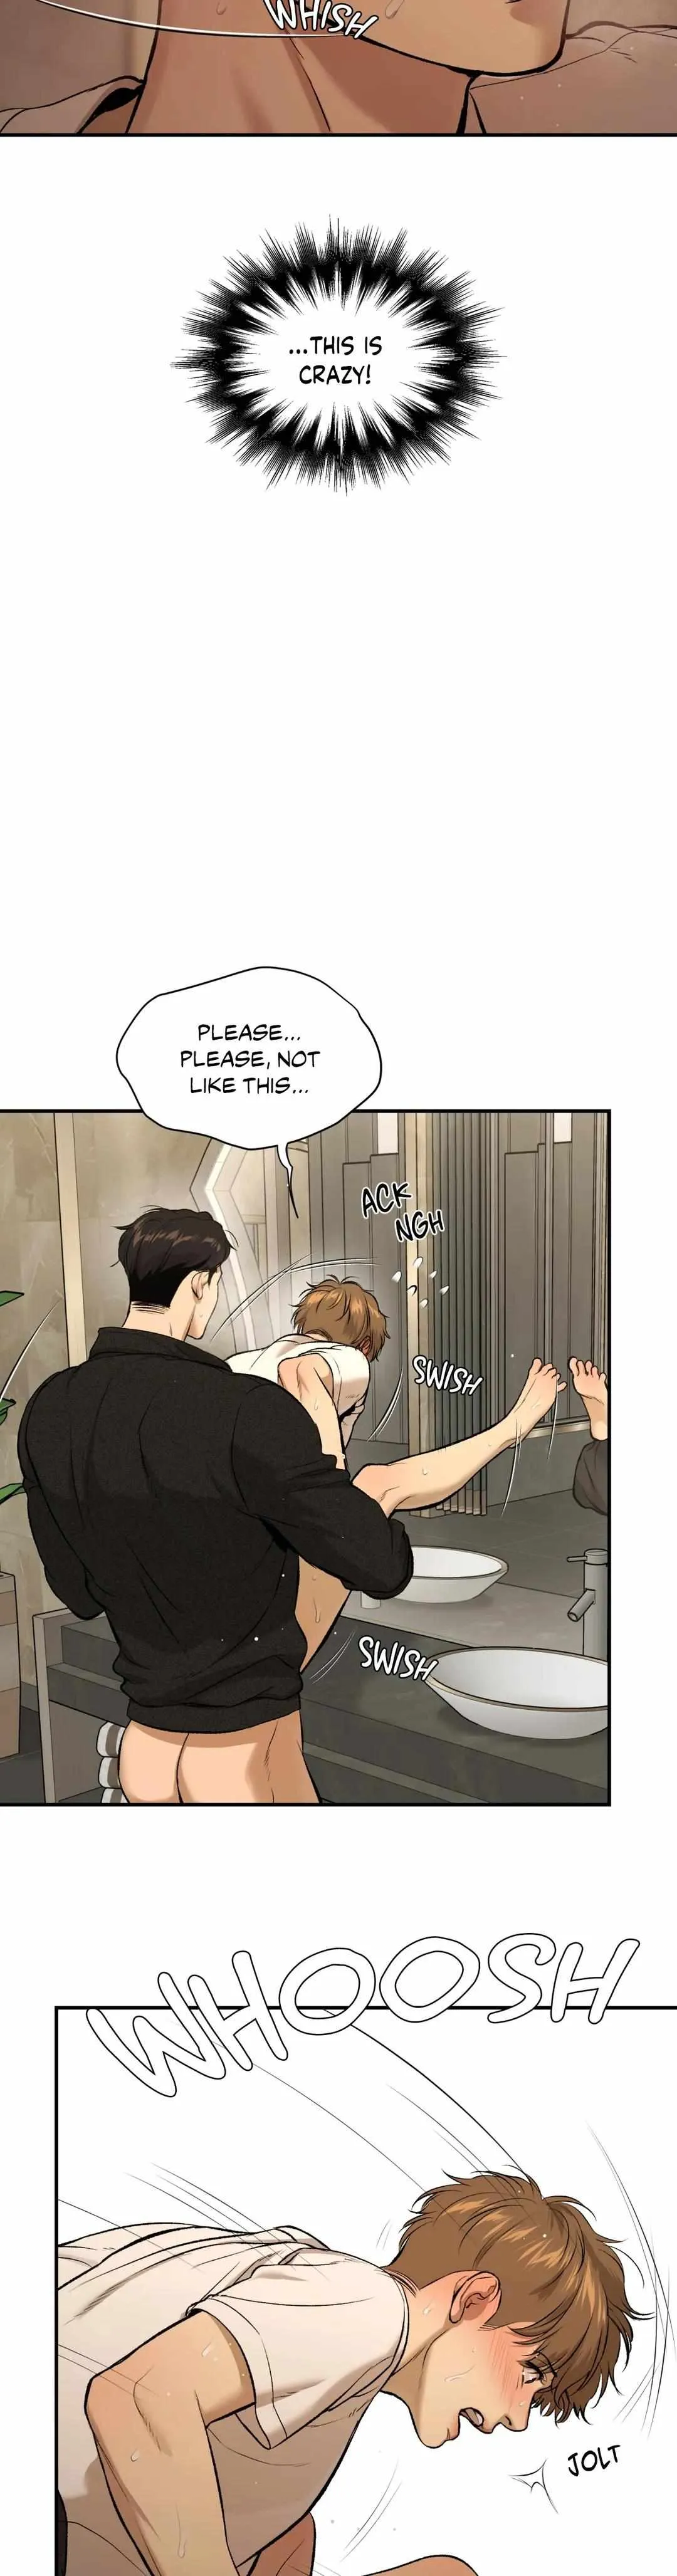 WHISH
...THIS IS
CRAZY!
PLEASE...
PLEASE, NOT
LIKE THIS...
ACK
NGH
SWISH
SWISH
WHOOSH
JOLT